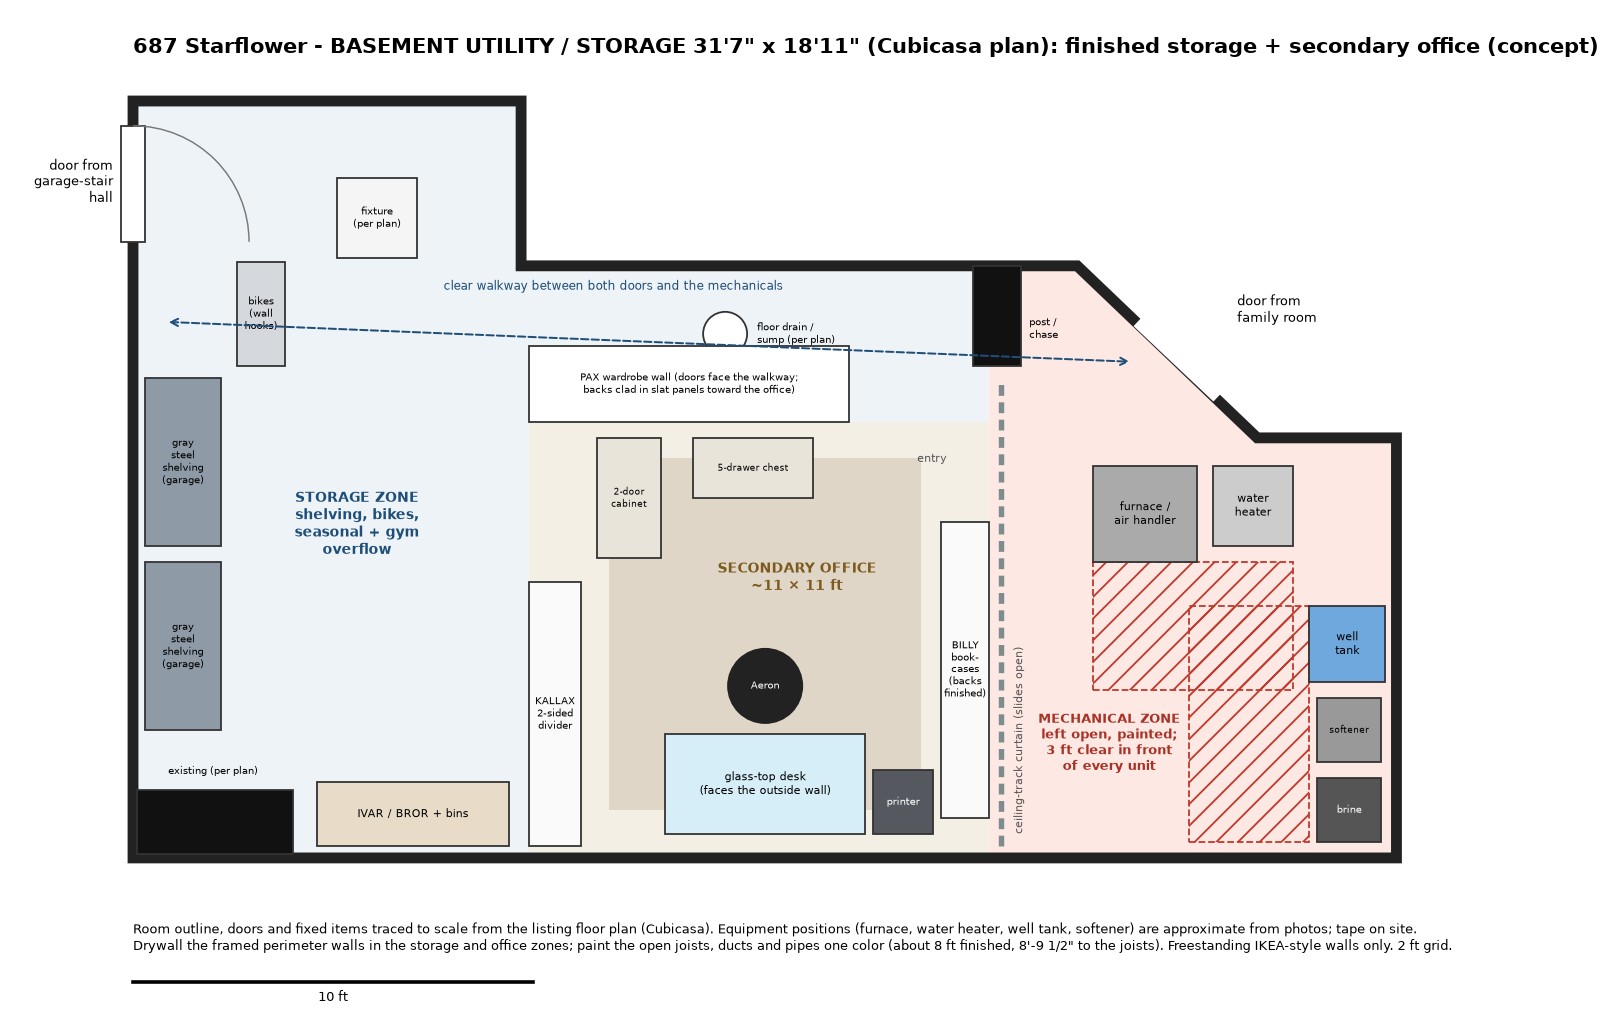 687 Starflower - BASEMENT UTILITY / STORAGE 31'7" x 18'11" (Cubicasa plan): finished storage + secondary office (concept)
door from
garage-stair
hall
fixture
(per plan)
bikes
(wall
hooks)
clear walkway between both doors and the mechanicals
floor drain /
sump (per plan)
post /
chase
door from
family room
PAX wardrobe wall (doors face the walkway;
backs clad in slat panels toward the office)
gray
steel
shelving
(garage)
STORAGE ZONE
shelving, bikes,
seasonal + gym
overflow
2-door
cabinet
5-drawer chest
entry
furnace /
air handler
water
heater
SECONDARY OFFICE
~11 × 11 ft
gray
steel
shelving
(garage)
KALLAX
2-sided
divider
Aeron
BILLY
book-
cases
(backs
finished)
ceiling-track curtain (slides open)
well
tank
MECHANICAL ZONE
left open, painted;
3 ft clear in front
of every unit
softener
existing (per plan)
IVAR / BROR + bins
glass-top desk
(faces the outside wall)
printer
brine
Room outline, doors and fixed items traced to scale from the listing floor plan (Cubicasa). Equipment positions (furnace, water heater, well tank, softener) are approximate from photos; tape on site.
Drywall the framed perimeter walls in the storage and office zones; paint the open joists, ducts and pipes one color (about 8 ft finished, 8'-9 1/2" to the joists). Freestanding IKEA-style walls only. 2 ft grid.
10 ft